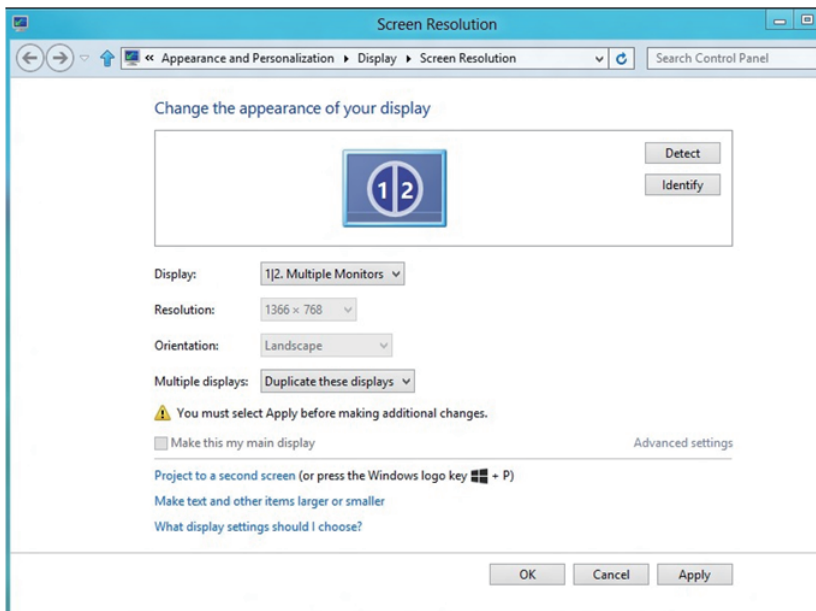 Screen Resolution
« Appearance and Personalization Display Screen Resolution Search Control Panel
Change the appearance of your display
1 2
Detect
Identify
Display: 1|2. Multiple Monitors
Resolution: 1366 × 768
Orientation: Landscape
Multiple displays: Duplicate these displays
You must select Apply before making additional changes.
Make this my main display Advanced settings
Project to a second screen (or press the Windows logo key + P)
Make text and other items larger or smaller
What display settings should I choose?
OK Cancel Apply